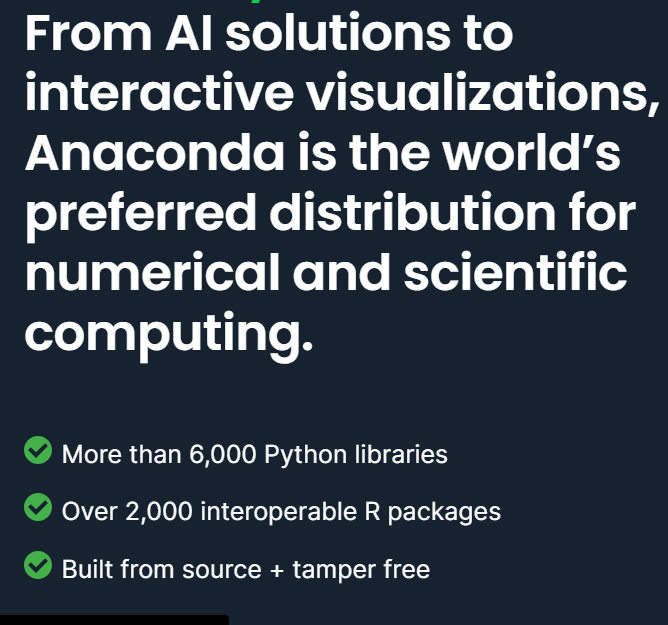 From AI solutions to
interactive visualizations,
Anaconda is the world’s
preferred distribution for
numerical and scientific
computing.
More than 6,000 Python libraries
Over 2,000 interoperable R packages
Built from source + tamper free